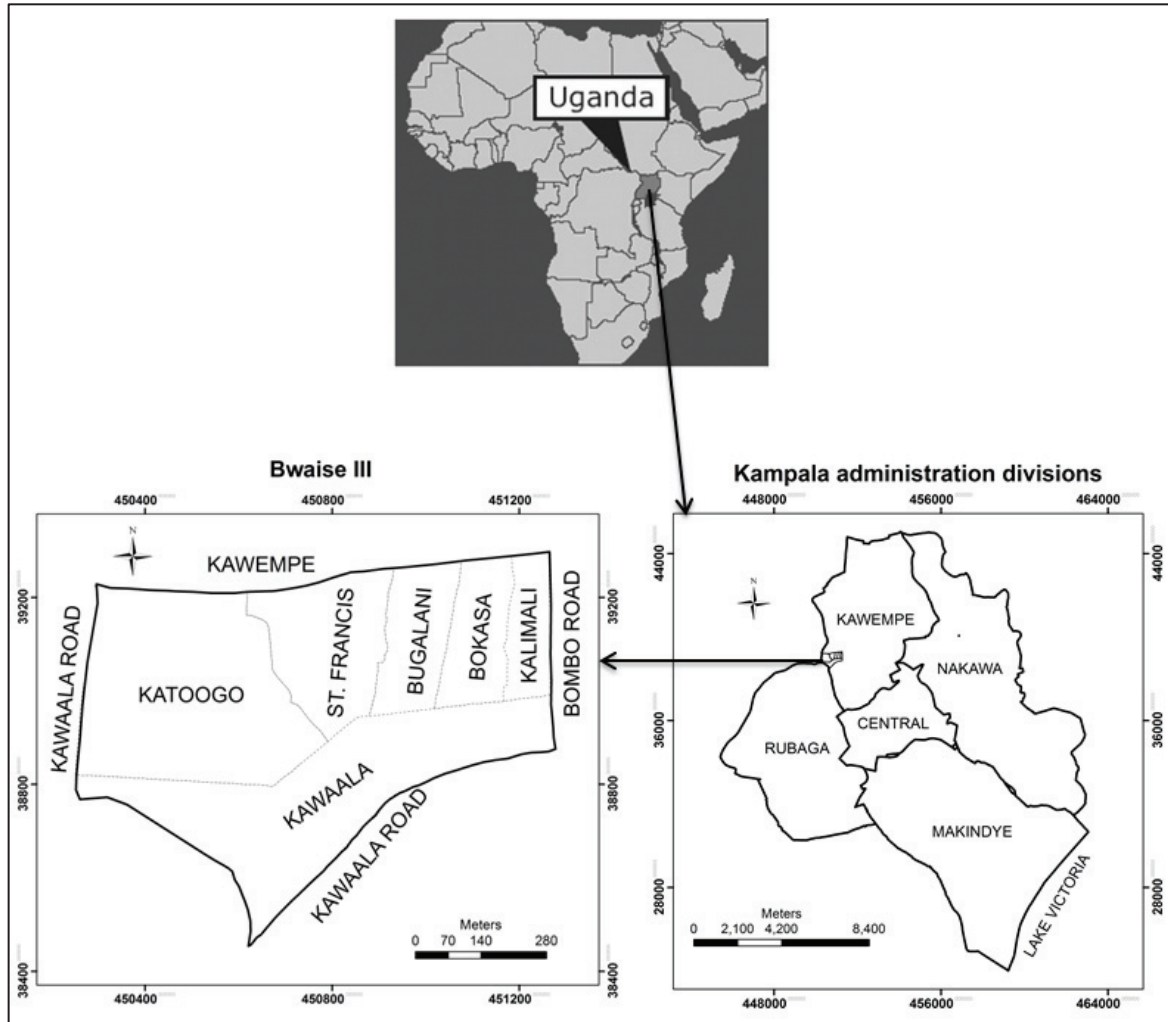 Uganda
Bwaise III
450400 450800 451200
N
KAWEMPE
39200
38800
38400
KAWAALA ROAD
KATOOGO
ST. FRANCIS
BUGALANI
BOKASA
KALIMALI
BOMBO ROAD
39200
38800
38400
KAWAALA
KAWAALA ROAD
Meters
0 70 140 280
450400 450800 451200
Kampala administration divisions
448000 456000 464000
44000
36000
28000
N
KAWEMPE
NAKAWA
CENTRAL
RUBAGA
MAKINDYE
LAKE VICTORIA
44000
36000
28000
Meters
0 2,100 4,200 8,400
448000 456000 464000